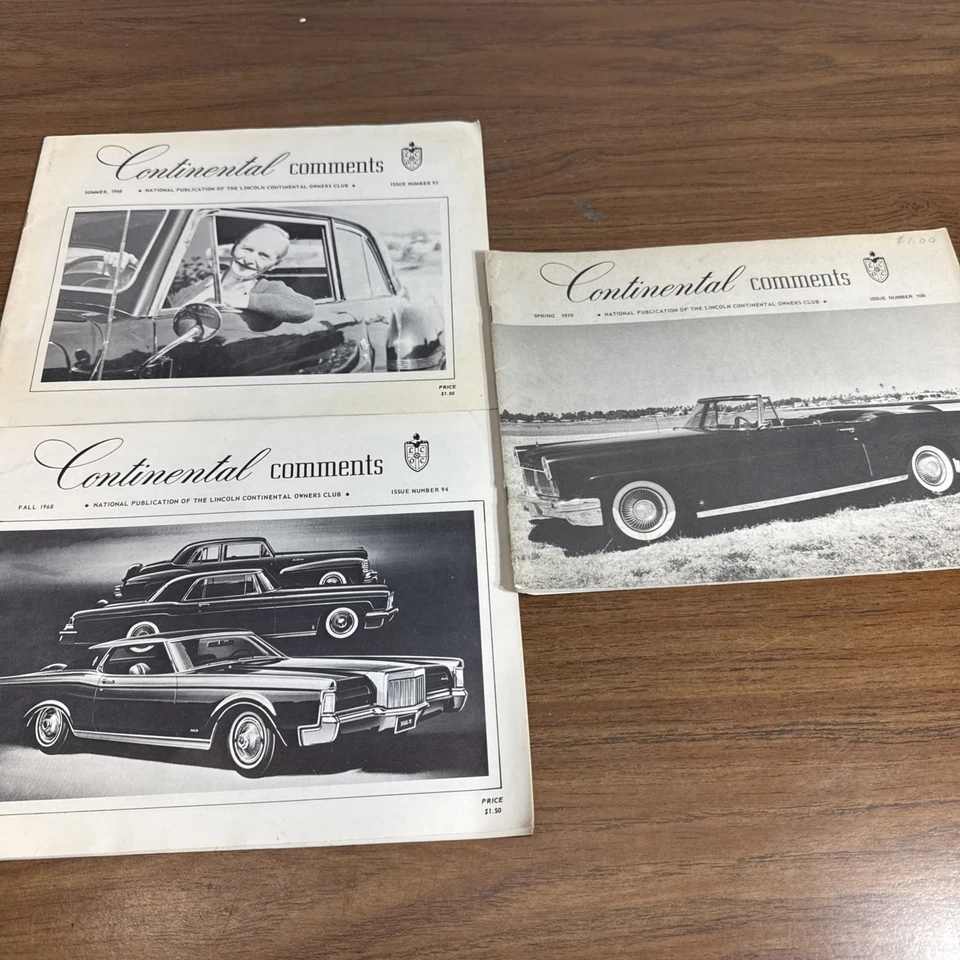 Continental comments
SUMMER, 1968 • NATIONAL PUBLICATION OF THE LINCOLN CONTINENTAL OWNERS CLUB • ISSUE NUMBER 93
PRICE
$1.50
Continental comments
FALL 1968 • NATIONAL PUBLICATION OF THE LINCOLN CONTINENTAL OWNERS CLUB • ISSUE NUMBER 94
PRICE
$1.50
$1.00
Continental comments
SPRING 1970 • NATIONAL PUBLICATION OF THE LINCOLN CONTINENTAL OWNERS CLUB • ISSUE NUMBER 100